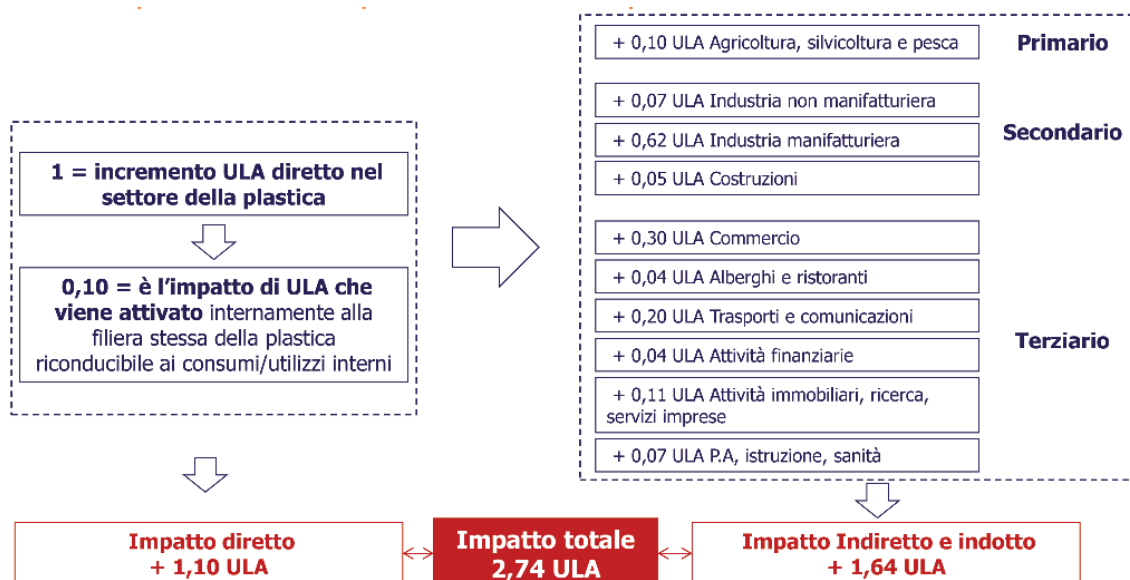 1 = incremento ULA diretto nel
settore della plastica
0,10 = è l'impatto di ULA che
viene attivato internamente alla
filiera stessa della plastica
riconducibile ai consumi/utilizzi interni
+ 0,10 ULA Agricoltura, silvicoltura e pesca
Primario
+ 0,07 ULA Industria non manifatturiera
+ 0,62 ULA Industria manifatturiera
+ 0,05 ULA Costruzioni
Secondario
+ 0,30 ULA Commercio
+ 0,04 ULA Alberghi e ristoranti
+ 0,20 ULA Trasporti e comunicazioni
+ 0,04 ULA Attività finanziarie
+ 0,11 ULA Attività immobiliari, ricerca,
servizi imprese
+ 0,07 ULA P.A, istruzione, sanità
Terziario
Impatto diretto
+ 1,10 ULA
Impatto totale
2,74 ULA
Impatto Indiretto e indotto
+ 1,64 ULA